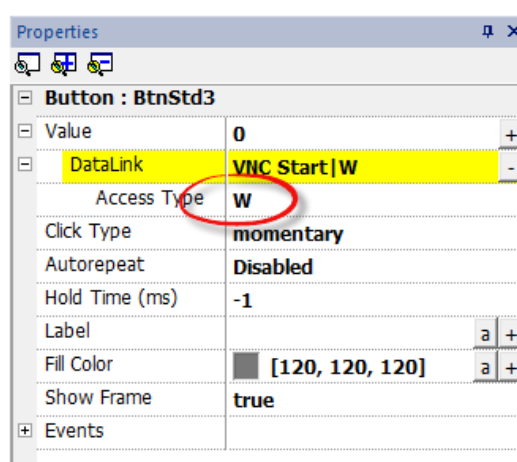 Properties
Button : BtnStd3
Value 0 +
DataLink VNC Start|W -
Access Type W
Click Type momentary
Autorepeat Disabled
Hold Time (ms) -1
Label a +
Fill Color [120, 120, 120] a +
Show Frame true
Events